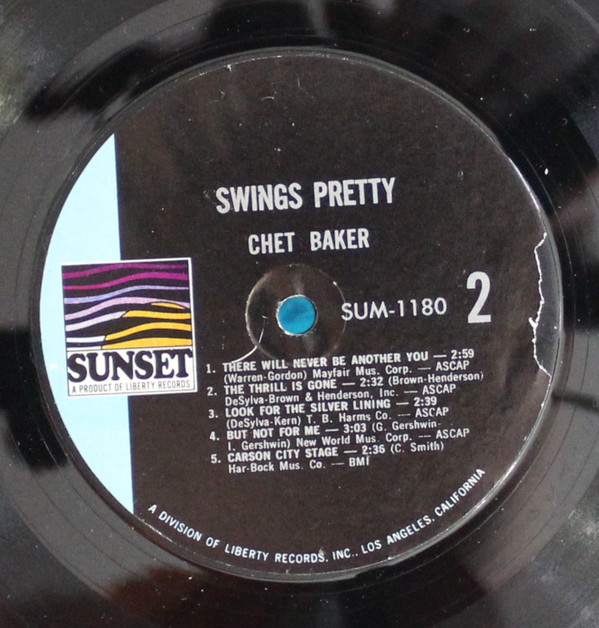 SWINGS PRETTY
CHET BAKER
SUM-1180 2
SUNSET
A PRODUCT OF LIBERTY RECORDS
1. THERE WILL NEVER BE ANOTHER YOU — 2:59
(Warren-Gordon) Mayfair Mus. Corp. — ASCAP
2. THE THRILL IS GONE — 2:32 (Brown-Henderson)
DeSylva-Brown & Henderson, Inc. — ASCAP
3. LOOK FOR THE SILVER LINING — 2:39
(DeSylva-Kern) T. B. Harms Co. — ASCAP
4. BUT NOT FOR ME — 3:03 (G. Gershwin-
I. Gershwin) New World Mus. Corp. — ASCAP
5. CARSON CITY STAGE — 2:36 (C. Smith)
Har-Bock Mus. Co. — BMI
A DIVISION OF LIBERTY RECORDS, INC., LOS ANGELES, CALIFORNIA